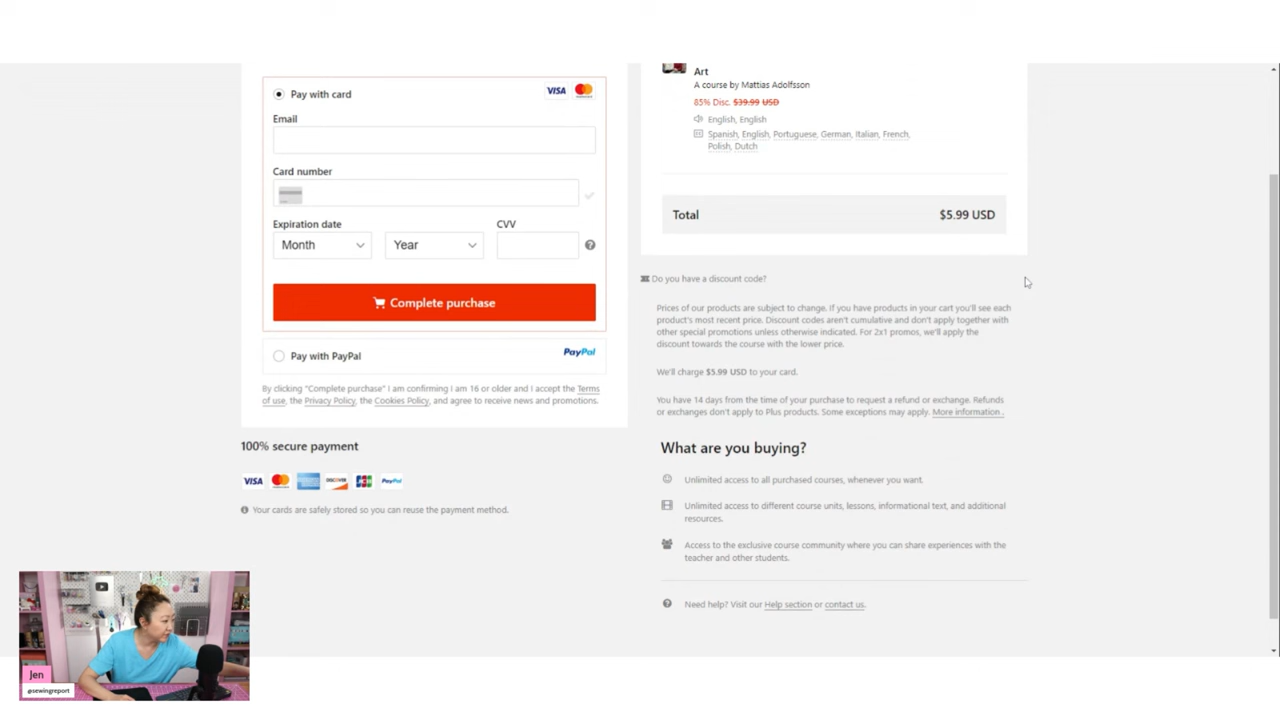 Pay with card
VISA
Email
Card number
Expiration date
CVV
Month
Year
Complete purchase
Pay with PayPal
PayPal
By clicking "Complete purchase" I am confirming I am 16 or older and I accept the Terms
of use, the Privacy Policy, the Cookies Policy, and agree to receive news and promotions.
100% secure payment
VISA
DISCOVER
JCB
PayPal
Your cards are safely stored so you can reuse the payment method.
Art
A course by Mattias Adolfsson
85% Disc. $39.99 USD
English, English
Spanish, English, Portuguese, German, Italian, French,
Polish, Dutch
Total
$5.99 USD
Do you have a discount code?
Prices of our products are subject to change. If you have products in your cart you'll see each
product's most recent price. Discount codes aren't cumulative and don't apply together with
other special promotions unless otherwise indicated. For 2x1 promos, we'll apply the
discount towards the course with the lower price.
We'll charge $5.99 USD to your card.
You have 14 days from the time of your purchase to request a refund or exchange. Refunds
or exchanges don't apply to Plus products. Some exceptions may apply. More information .
What are you buying?
Unlimited access to all purchased courses, whenever you want.
Unlimited access to different course units, lessons, informational text, and additional
resources.
Access to the exclusive course community where you can share experiences with the
teacher and other students.
Need help? Visit our Help section or contact us.
Jen
@sewingreport